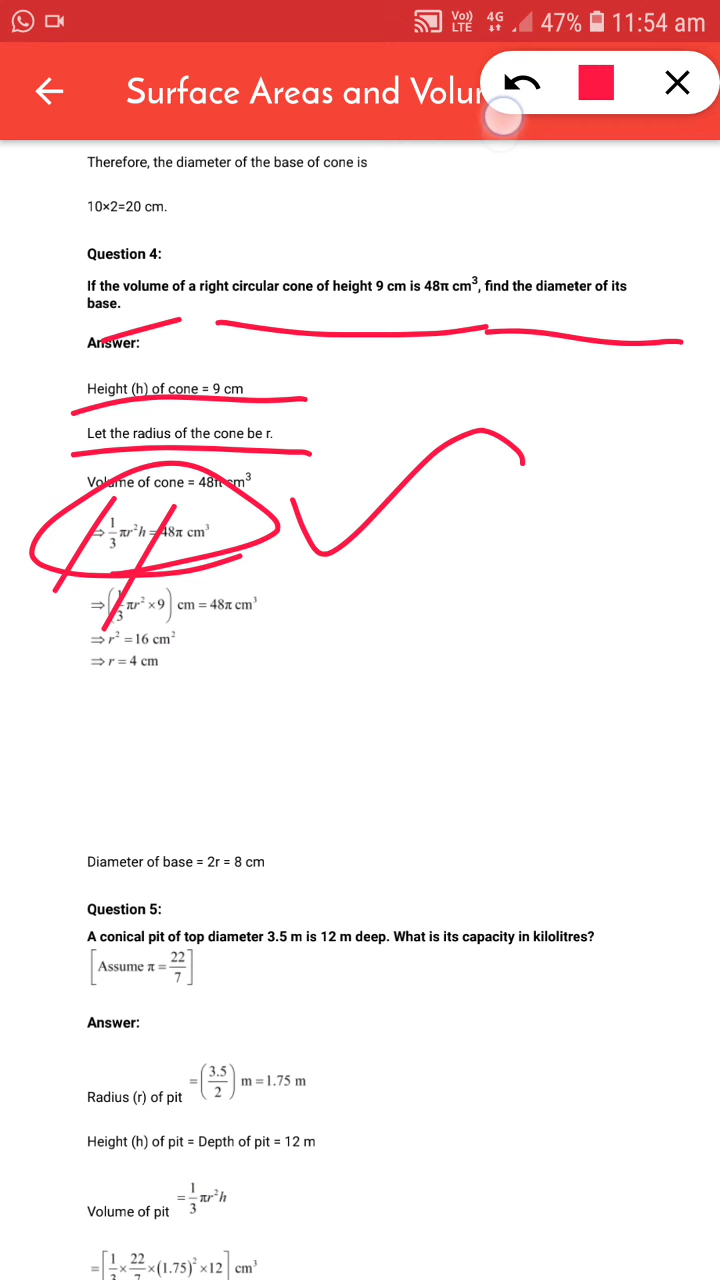 Vo)) LTE 4G 47% 11:54 am
Surface Areas and Volu
Therefore, the diameter of the base of cone is
10×2=20 cm.
Question 4:
If the volume of a right circular cone of height 9 cm is 48π cm³, find the diameter of its
base.
Answer:
Height (h) of cone = 9 cm
Let the radius of the cone be r.
Volume of cone = 48π cm³
⇒ 1/3 πr²h = 48π cm³
⇒ (1/3 πr² × 9) cm = 48π cm³
⇒ r² = 16 cm²
⇒ r = 4 cm
Diameter of base = 2r = 8 cm
Question 5:
A conical pit of top diameter 3.5 m is 12 m deep. What is its capacity in kilolitres?
[Assume π = 22/7]
Answer:
Radius (r) of pit = (3.5/2) m = 1.75 m
Height (h) of pit = Depth of pit = 12 m
Volume of pit = 1/3 πr²h
= [1/3 × 22/7 × (1.75)² × 12] cm³